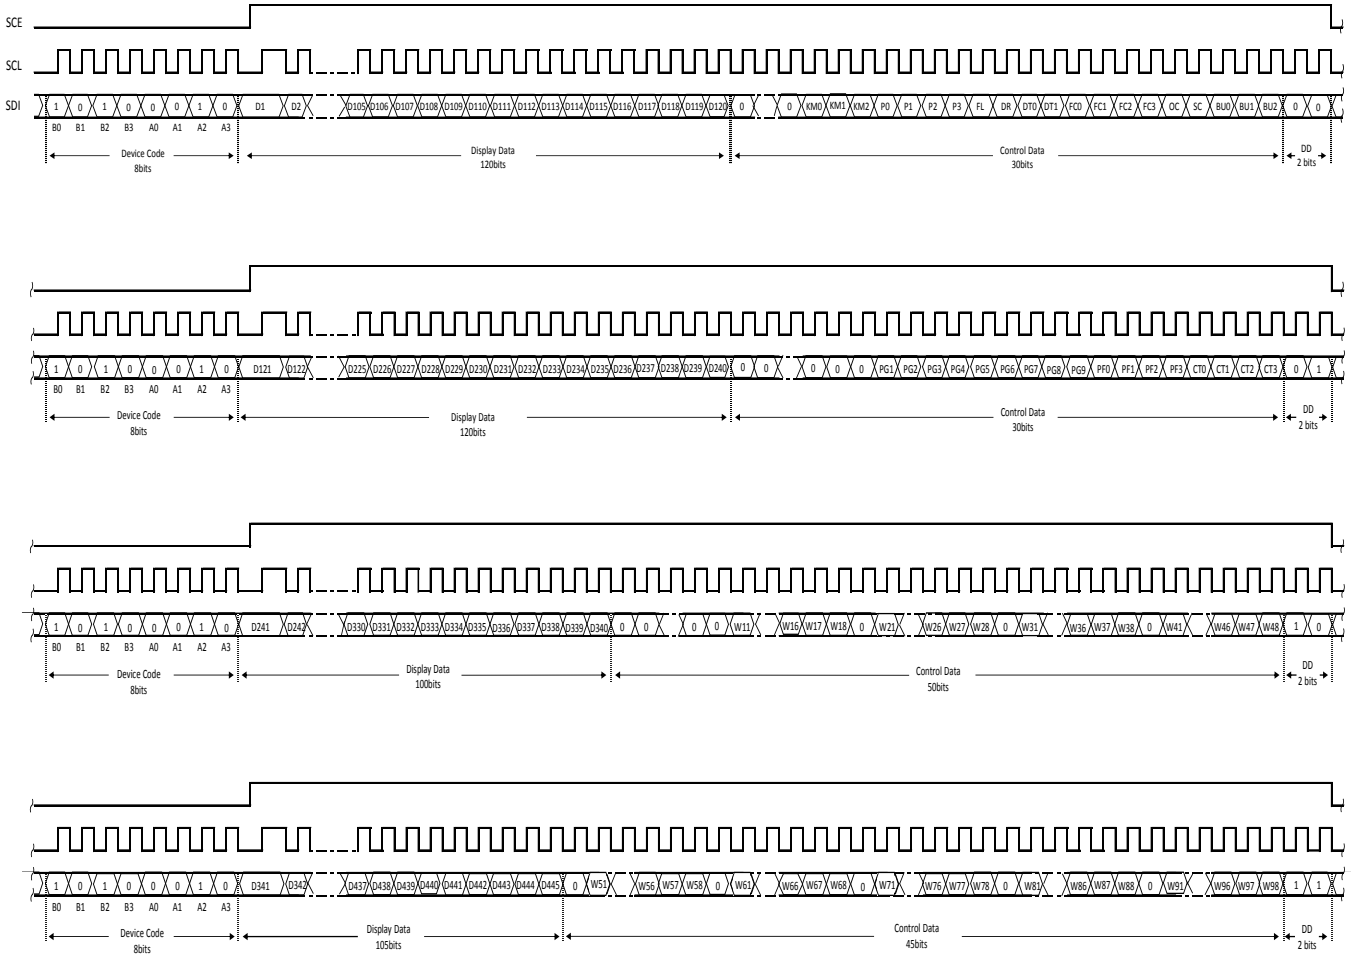 SCE
SCL
SDI 1 0 1 0 0 0 1 0 D1 D2 D105 D106 D107 D108 D109 D110 D111 D112 D113 D114 D115 D116 D117 D118 D119 D120 0 0 KM0 KM1 KM2 P0 P1 P2 P3 FL DR DT0 DT1 FC0 FC1 FC2 FC3 OC SC BU0 BU1 BU2 0 0
B0 B1 B2 B3 A0 A1 A2 A3
Device Code Display Data Control Data DD
8bits 120bits 30bits 2 bits
1 0 1 0 0 0 1 0 D121 D122 D225 D226 D227 D228 D229 D230 D231 D232 D233 D234 D235 D236 D237 D238 D239 D240 0 0 0 0 0 PG1 PG2 PG3 PG4 PG5 PG6 PG7 PG8 PG9 PF0 PF1 PF2 PF3 CT0 CT1 CT2 CT3 0 1
B0 B1 B2 B3 A0 A1 A2 A3
Device Code Display Data Control Data DD
8bits 120bits 30bits 2 bits
1 0 1 0 0 0 1 0 D241 D242 D330 D331 D332 D333 D334 D335 D336 D337 D338 D339 D340 0 0 0 0 W11 W16 W17 W18 0 W21 W26 W27 W28 0 W31 W36 W37 W38 0 W41 W46 W47 W48 1 0
B0 B1 B2 B3 A0 A1 A2 A3
Device Code Display Data Control Data DD
8bits 100bits 50bits 2 bits
1 0 1 0 0 0 1 0 D341 D342 D437 D438 D439 D440 D441 D442 D443 D444 D445 0 W51 W56 W57 W58 0 W61 W66 W67 W68 0 W71 W76 W77 W78 0 W81 W86 W87 W88 0 W91 W96 W97 W98 1 1
B0 B1 B2 B3 A0 A1 A2 A3
Device Code Display Data Control Data DD
8bits 105bits 45bits 2 bits